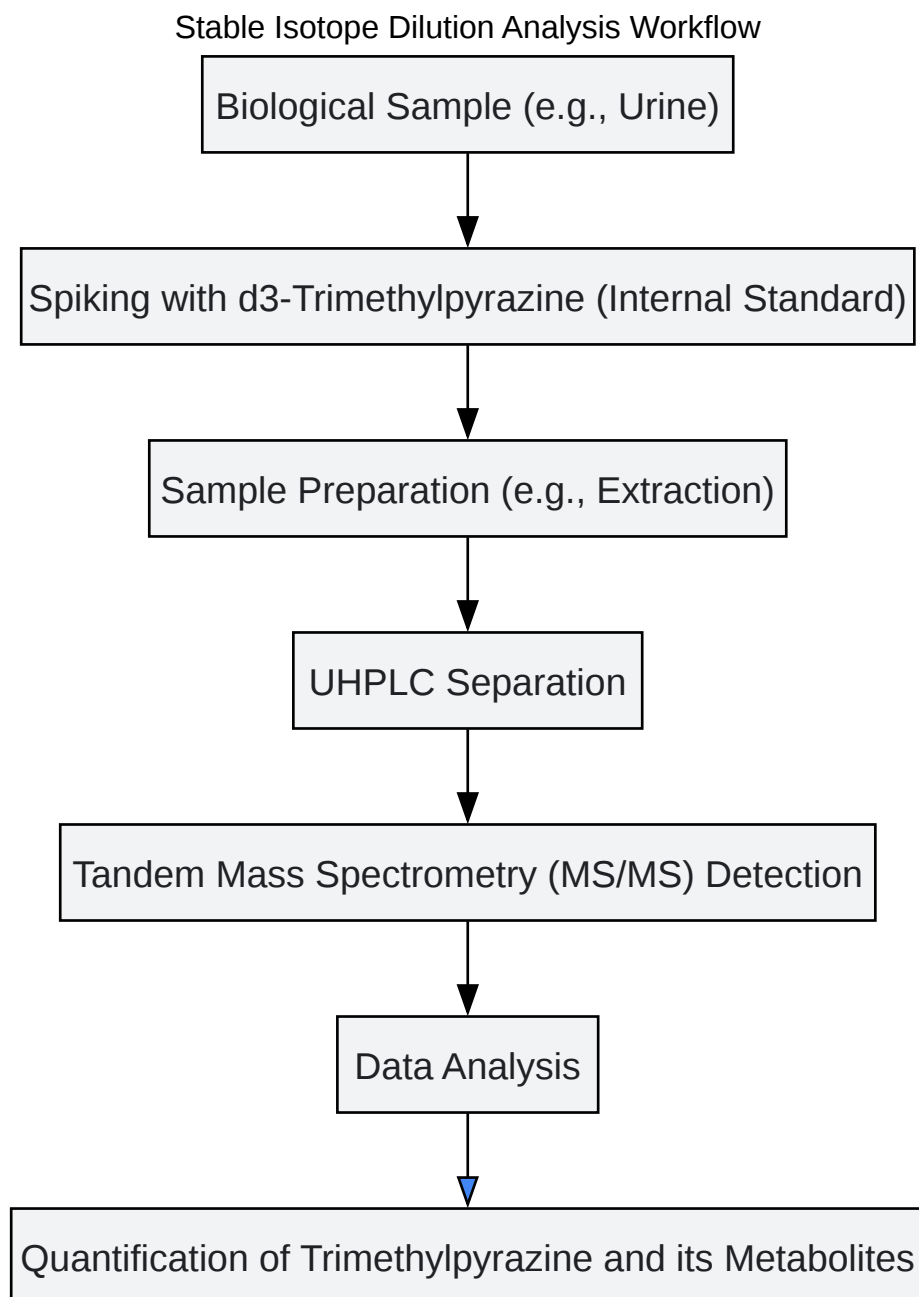 Stable Isotope Dilution Analysis Workflow
Biological Sample (e.g., Urine)
Spiking with d3-Trimethylpyrazine (Internal Standard)
Sample Preparation (e.g., Extraction)
UHPLC Separation
Tandem Mass Spectrometry (MS/MS) Detection
Data Analysis
Quantification of Trimethylpyrazine and its Metabolites